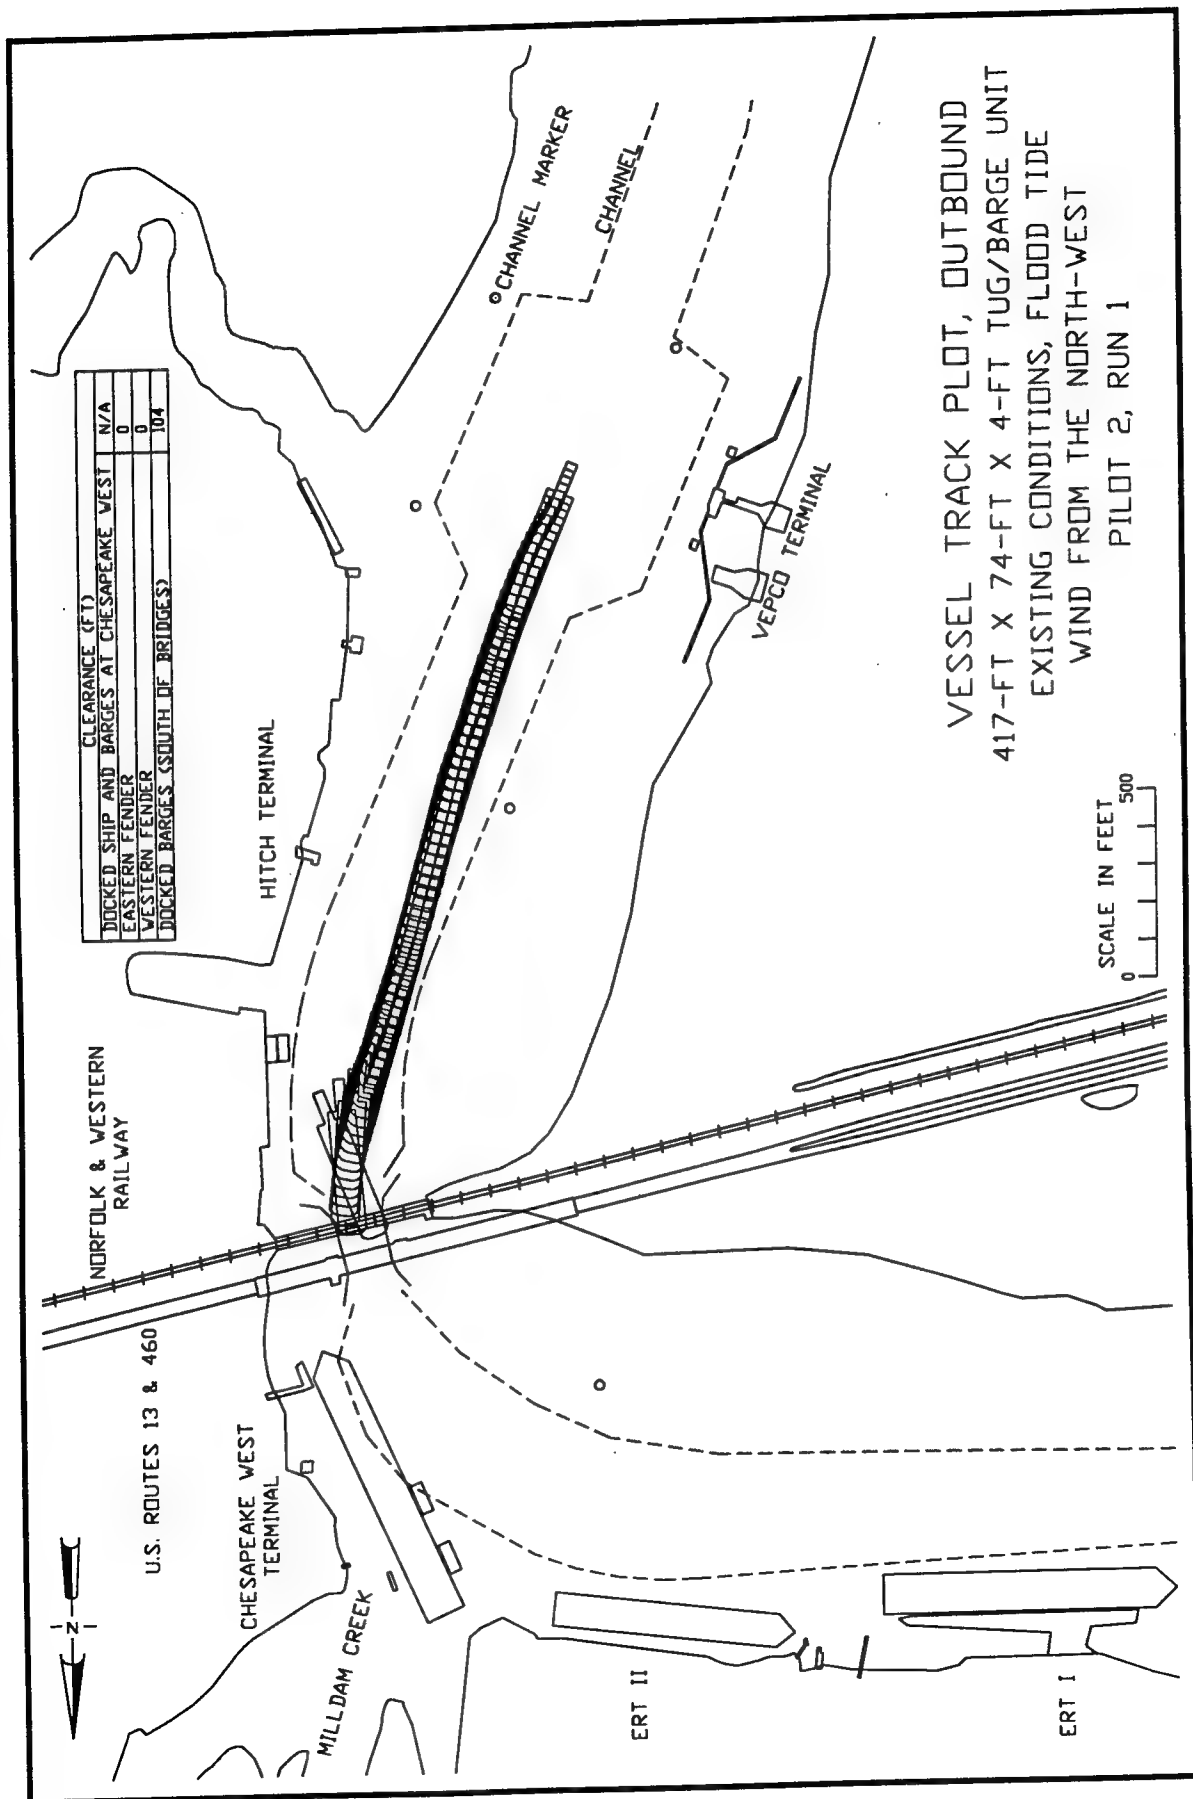 CLEARANCE (FT)
DOCKED SHIP AND BARGES AT CHESAPEAKE WEST N/A
EASTERN FENDER 0
WESTERN FENDER 0
DOCKED BARGES (SOUTH OF BRIDGES) 104
NORFOLK & WESTERN
RAILWAY
HITCH TERMINAL
U.S. ROUTES 13 & 460
CHESAPEAKE WEST
TERMINAL
N
MILLDAM CREEK
ERT II
ERT I
CHANNEL MARKER
CHANNEL
VEPCO TERMINAL
SCALE IN FEET
0 500
VESSEL TRACK PLOT, OUTBOUND
417-FT X 74-FT X 4-FT TUG/BARGE UNIT
EXISTING CONDITIONS, FLOOD TIDE
WIND FROM THE NORTH-WEST
PILOT 2, RUN 1